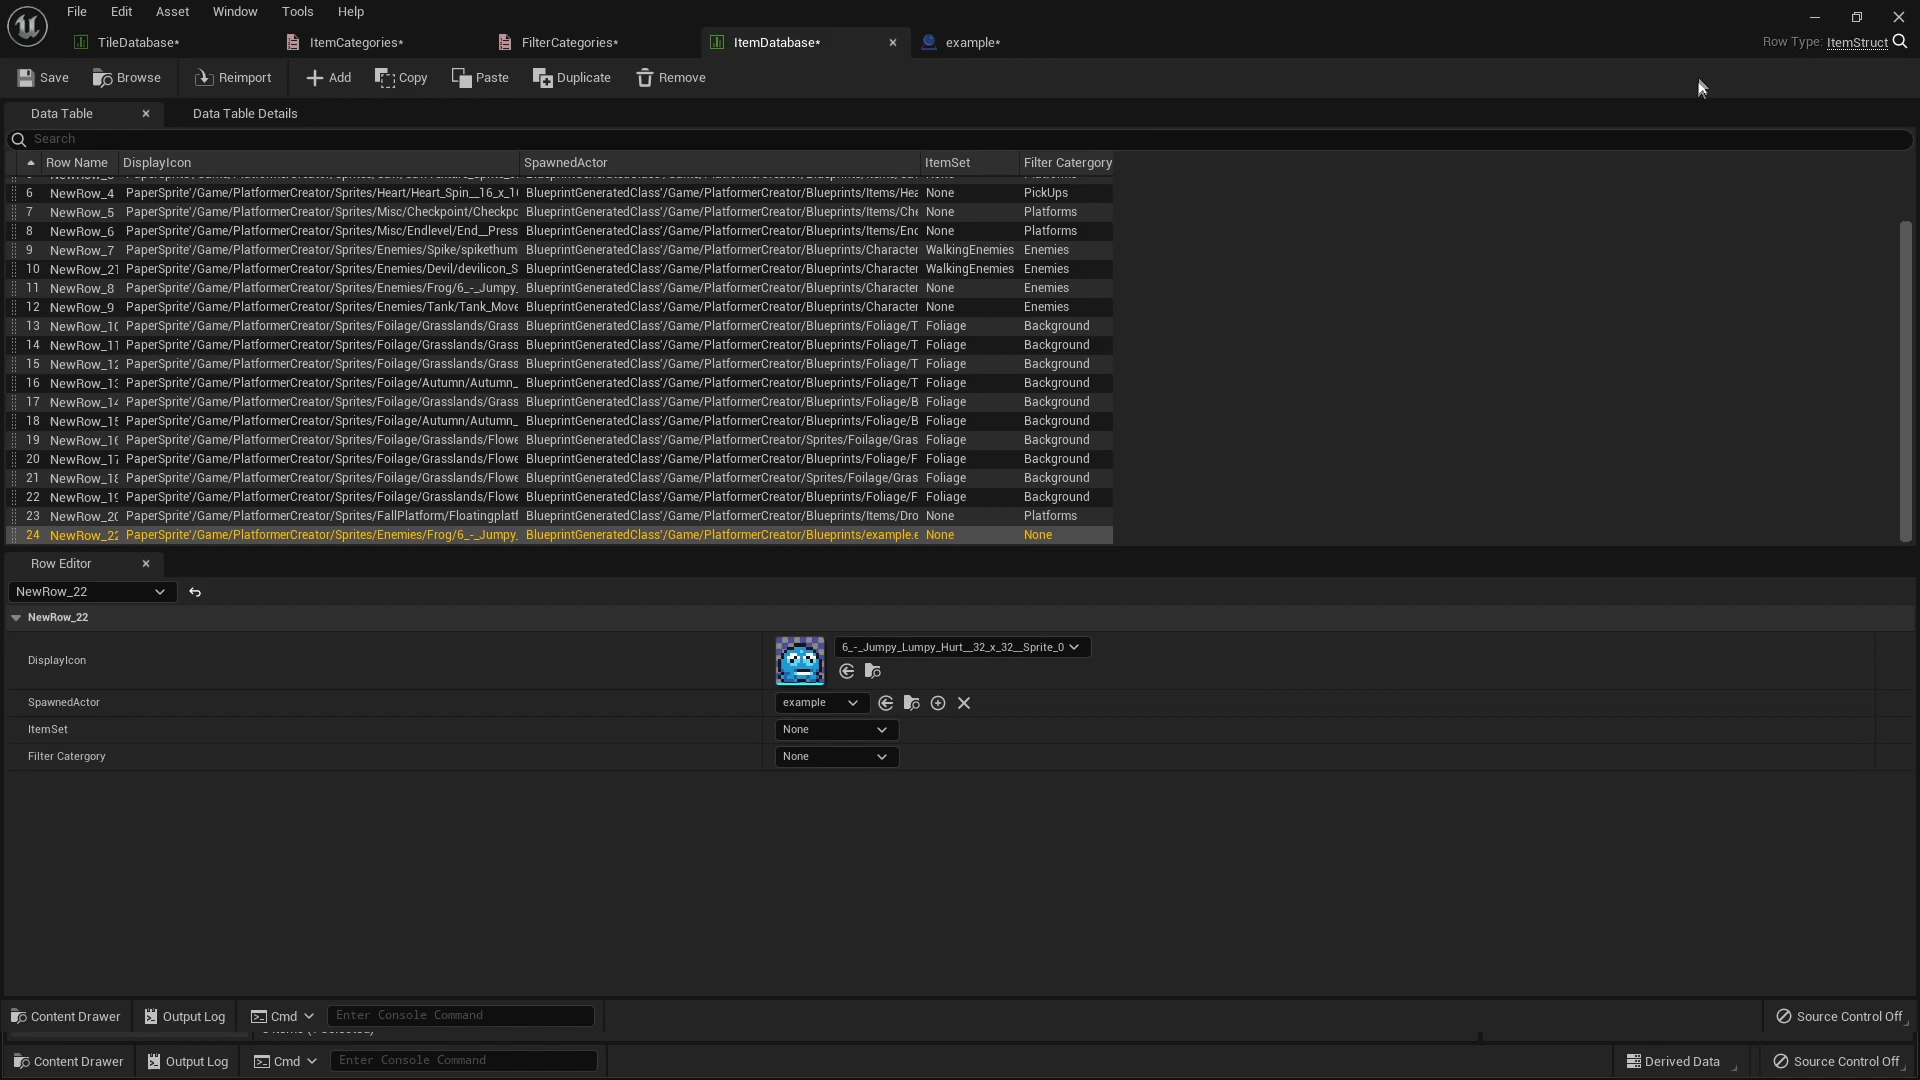 File Edit Asset Window Tools Help
TileDatabase* ItemCategories* FilterCategories* ItemDatabase* example* Row Type: ItemStruct
Save Browse Reimport Add Copy Paste Duplicate Remove
Data Table Data Table Details
Search
Row Name DisplayIcon SpawnedActor ItemSet Filter Catergory
6 NewRow_4 PaperSprite'/Game/PlatformerCreator/Sprites/Heart/Heart_Spin__16_x_1 BlueprintGeneratedClass'/Game/PlatformerCreator/Blueprints/Items/Hea None PickUps
7 NewRow_5 PaperSprite'/Game/PlatformerCreator/Sprites/Misc/Checkpoint/Checkpo BlueprintGeneratedClass'/Game/PlatformerCreator/Blueprints/Items/Che None Platforms
8 NewRow_6 PaperSprite'/Game/PlatformerCreator/Sprites/Misc/Endlevel/End__Press BlueprintGeneratedClass'/Game/PlatformerCreator/Blueprints/Items/End None Platforms
9 NewRow_7 PaperSprite'/Game/PlatformerCreator/Sprites/Enemies/Spike/spikethum BlueprintGeneratedClass'/Game/PlatformerCreator/Blueprints/Character WalkingEnemies Enemies
10 NewRow_21 PaperSprite'/Game/PlatformerCreator/Sprites/Enemies/Devil/devilicon_S BlueprintGeneratedClass'/Game/PlatformerCreator/Blueprints/Character WalkingEnemies Enemies
11 NewRow_8 PaperSprite'/Game/PlatformerCreator/Sprites/Enemies/Frog/6_-_Jumpy_ BlueprintGeneratedClass'/Game/PlatformerCreator/Blueprints/Character None Enemies
12 NewRow_9 PaperSprite'/Game/PlatformerCreator/Sprites/Enemies/Tank/Tank_Move BlueprintGeneratedClass'/Game/PlatformerCreator/Blueprints/Character None Enemies
13 NewRow_10 PaperSprite'/Game/PlatformerCreator/Sprites/Foilage/Grasslands/Grass BlueprintGeneratedClass'/Game/PlatformerCreator/Blueprints/Foliage/T Foliage Background
14 NewRow_11 PaperSprite'/Game/PlatformerCreator/Sprites/Foilage/Grasslands/Grass BlueprintGeneratedClass'/Game/PlatformerCreator/Blueprints/Foliage/T Foliage Background
15 NewRow_12 PaperSprite'/Game/PlatformerCreator/Sprites/Foilage/Grasslands/Grass BlueprintGeneratedClass'/Game/PlatformerCreator/Blueprints/Foliage/T Foliage Background
16 NewRow_13 PaperSprite'/Game/PlatformerCreator/Sprites/Foilage/Autumn/Autumn_ BlueprintGeneratedClass'/Game/PlatformerCreator/Blueprints/Foliage/T Foliage Background
17 NewRow_14 PaperSprite'/Game/PlatformerCreator/Sprites/Foilage/Grasslands/Grass BlueprintGeneratedClass'/Game/PlatformerCreator/Blueprints/Foliage/B Foliage Background
18 NewRow_15 PaperSprite'/Game/PlatformerCreator/Sprites/Foilage/Autumn/Autumn_ BlueprintGeneratedClass'/Game/PlatformerCreator/Blueprints/Foliage/B Foliage Background
19 NewRow_16 PaperSprite'/Game/PlatformerCreator/Sprites/Foilage/Grasslands/Flowe BlueprintGeneratedClass'/Game/PlatformerCreator/Sprites/Foilage/Gras Foliage Background
20 NewRow_17 PaperSprite'/Game/PlatformerCreator/Sprites/Foilage/Grasslands/Flowe BlueprintGeneratedClass'/Game/PlatformerCreator/Blueprints/Foliage/F Foliage Background
21 NewRow_18 PaperSprite'/Game/PlatformerCreator/Sprites/Foilage/Grasslands/Flowe BlueprintGeneratedClass'/Game/PlatformerCreator/Sprites/Foilage/Gras Foliage Background
22 NewRow_19 PaperSprite'/Game/PlatformerCreator/Sprites/Foilage/Grasslands/Flowe BlueprintGeneratedClass'/Game/PlatformerCreator/Blueprints/Foliage/F Foliage Background
23 NewRow_20 PaperSprite'/Game/PlatformerCreator/Sprites/FallPlatform/Floatingplatf BlueprintGeneratedClass'/Game/PlatformerCreator/Blueprints/Items/Dro None Platforms
24 NewRow_22 PaperSprite'/Game/PlatformerCreator/Sprites/Enemies/Frog/6_-_Jumpy_ BlueprintGeneratedClass'/Game/PlatformerCreator/Blueprints/example.e None None
Row Editor
NewRow_22
NewRow_22
DisplayIcon 6_-_Jumpy_Lumpy_Hurt__32_x_32__Sprite_0
SpawnedActor example
ItemSet None
Filter Catergory None
Content Drawer Output Log Cmd Enter Console Command Source Control Off
Content Drawer Output Log Cmd Enter Console Command Derived Data Source Control Off